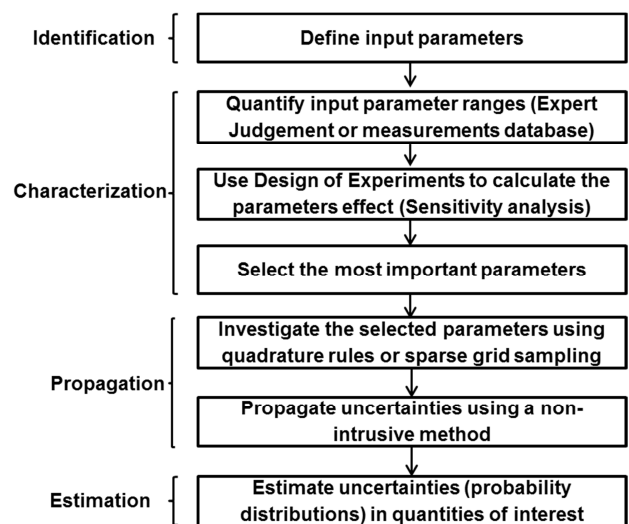 Identification
Define input parameters
Characterization
Quantify input parameter ranges (Expert
Judgement or measurements database)
Use Design of Experiments to calculate the
parameters effect (Sensitivity analysis)
Select the most important parameters
Propagation
Investigate the selected parameters using
quadrature rules or sparse grid sampling
Propagate uncertainties using a non-
intrusive method
Estimation
Estimate uncertainties (probability
distributions) in quantities of interest